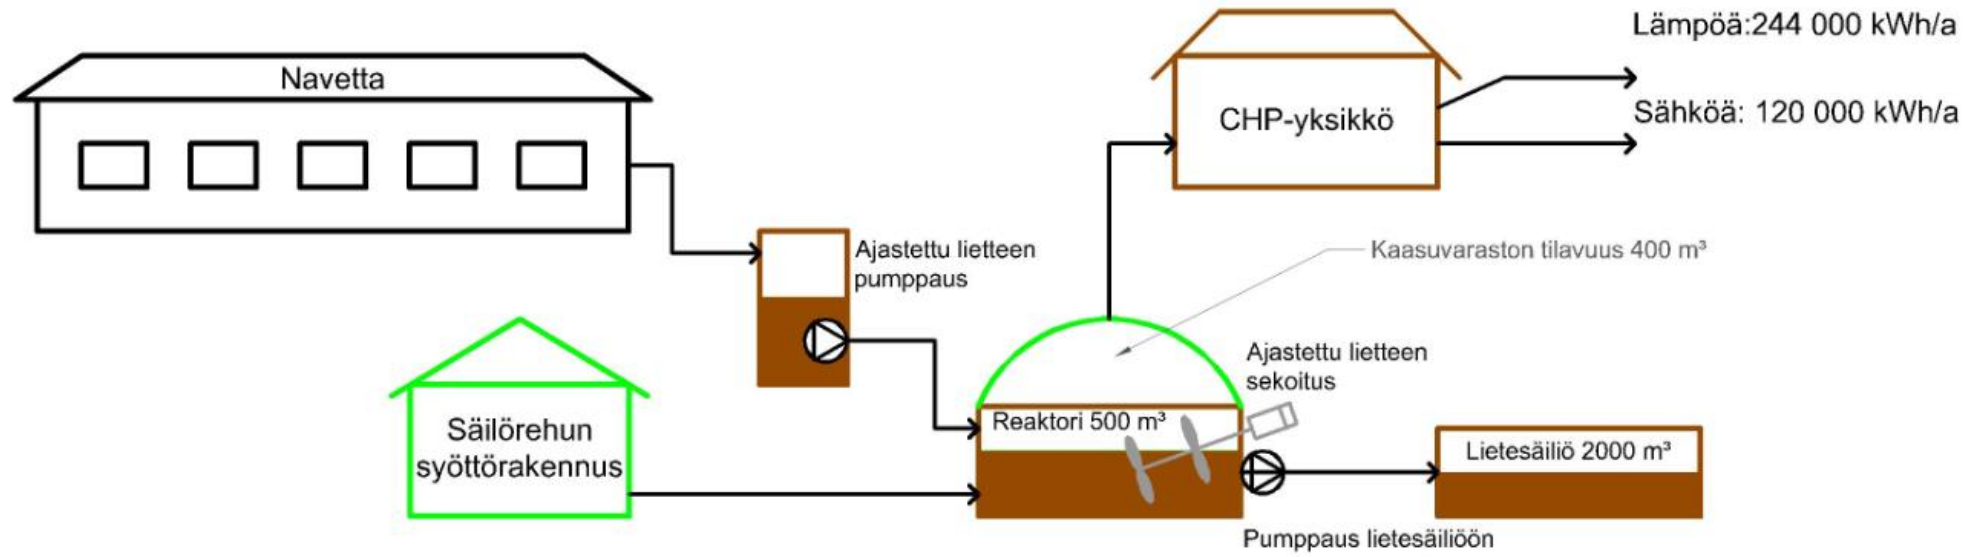 Lämpöä:244 000 kWh/a
Navetta
Sähköä: 120 000 kWh/a
CHP-yksikkö
Ajastettu lietteen
pumppaus
Kaasuvaraston tilavuus 400 m³
Ajastettu lietteen
sekoitus
Reaktori 500 m³
Säilörehun
syöttörakennus
Lietesäiliö 2000 m³
Pumppaus lietesäiliöön